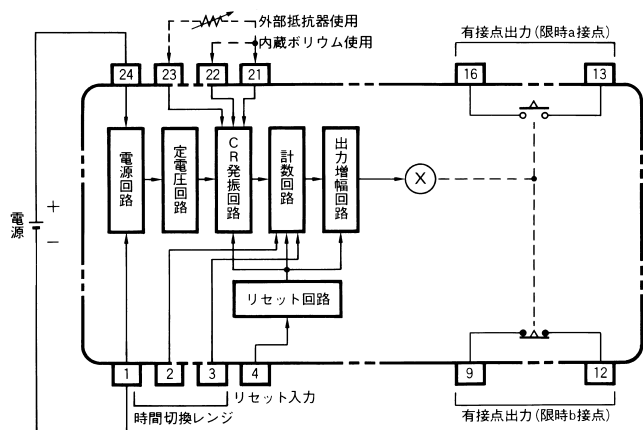 外部抵抗器使用
内蔵ボリウム使用
有接点出力(限時a接点)
24
23
22
21
16
13
電源回路
定電圧回路
CR発振回路
計数回路
出力増幅回路
X
電源
+
−
リセット回路
1
2
3
4
9
12
時間切換レンジ
リセット入力
有接点出力(限時b接点)